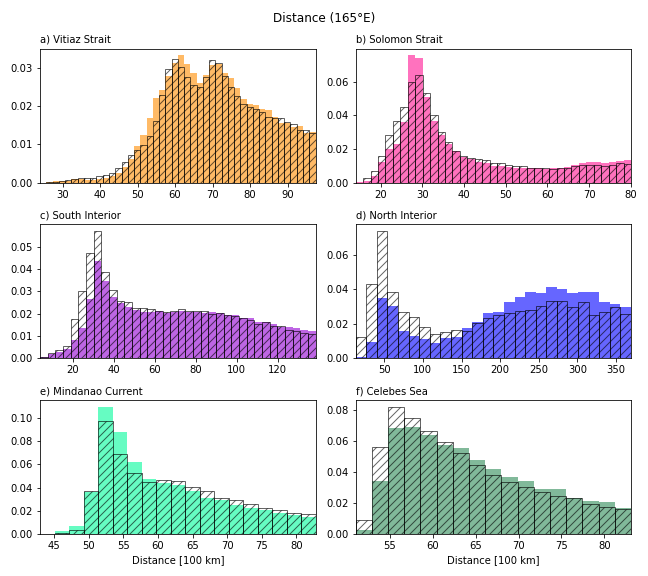 Distance (165°E)
a) Vitiaz Strait
b) Solomon Strait
0.03
0.02
0.01
0.00
30 40 50 60 70 80 90
0.06
0.04
0.02
0.00
20 30 40 50 60 70 80
c) South Interior
d) North Interior
0.05
0.04
0.03
0.02
0.01
0.00
20 40 60 80 100 120
0.06
0.04
0.02
0.00
50 100 150 200 250 300 350
e) Mindanao Current
f) Celebes Sea
0.10
0.08
0.06
0.04
0.02
0.00
45 50 55 60 65 70 75 80
Distance [100 km]
0.08
0.06
0.04
0.02
0.00
55 60 65 70 75 80
Distance [100 km]